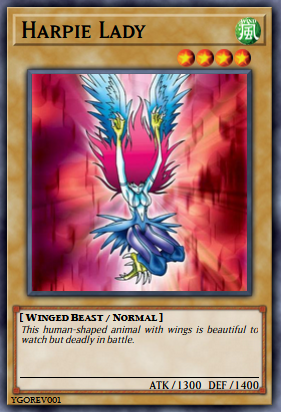 HARPIE LADY
WIND
風
[ WINGED BEAST / NORMAL ]
This human-shaped animal with wings is beautiful to
watch but deadly in battle.
ATK / 1300 DEF / 1400
YGOREV001